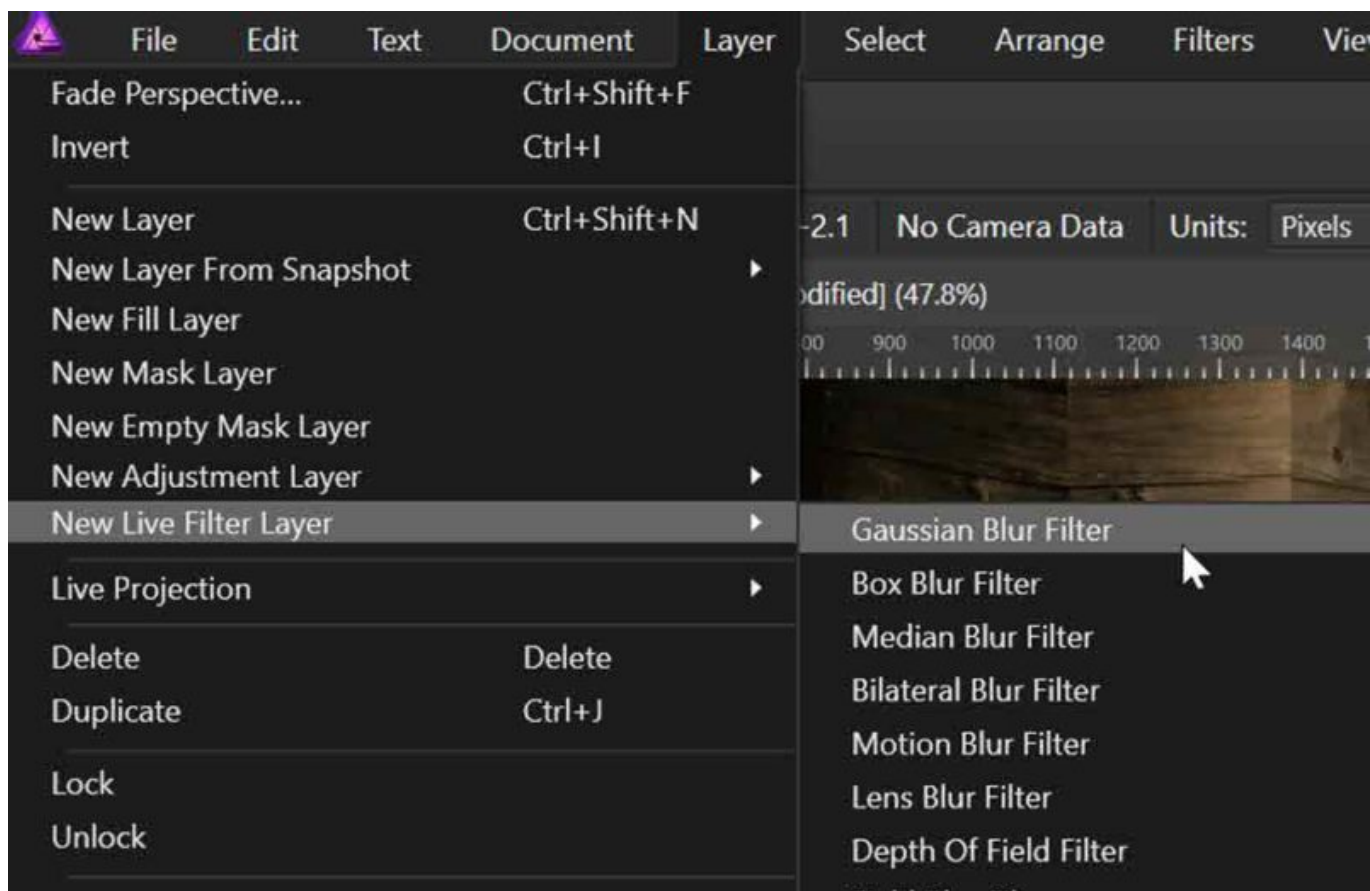 File Edit Text Document Layer Select Arrange Filters
Fade Perspective... Ctrl+Shift+F
Invert Ctrl+I
New Layer Ctrl+Shift+N
New Layer From Snapshot
New Fill Layer
New Mask Layer
New Empty Mask Layer
New Adjustment Layer
New Live Filter Layer
Live Projection
Delete Delete
Duplicate Ctrl+J
Lock
Unlock
-2.1 No Camera Data Units: Pixels
odified] (47.8%)
00 900 1000 1100 1200 1300 1400
Gaussian Blur Filter
Box Blur Filter
Median Blur Filter
Bilateral Blur Filter
Motion Blur Filter
Lens Blur Filter
Depth Of Field Filter